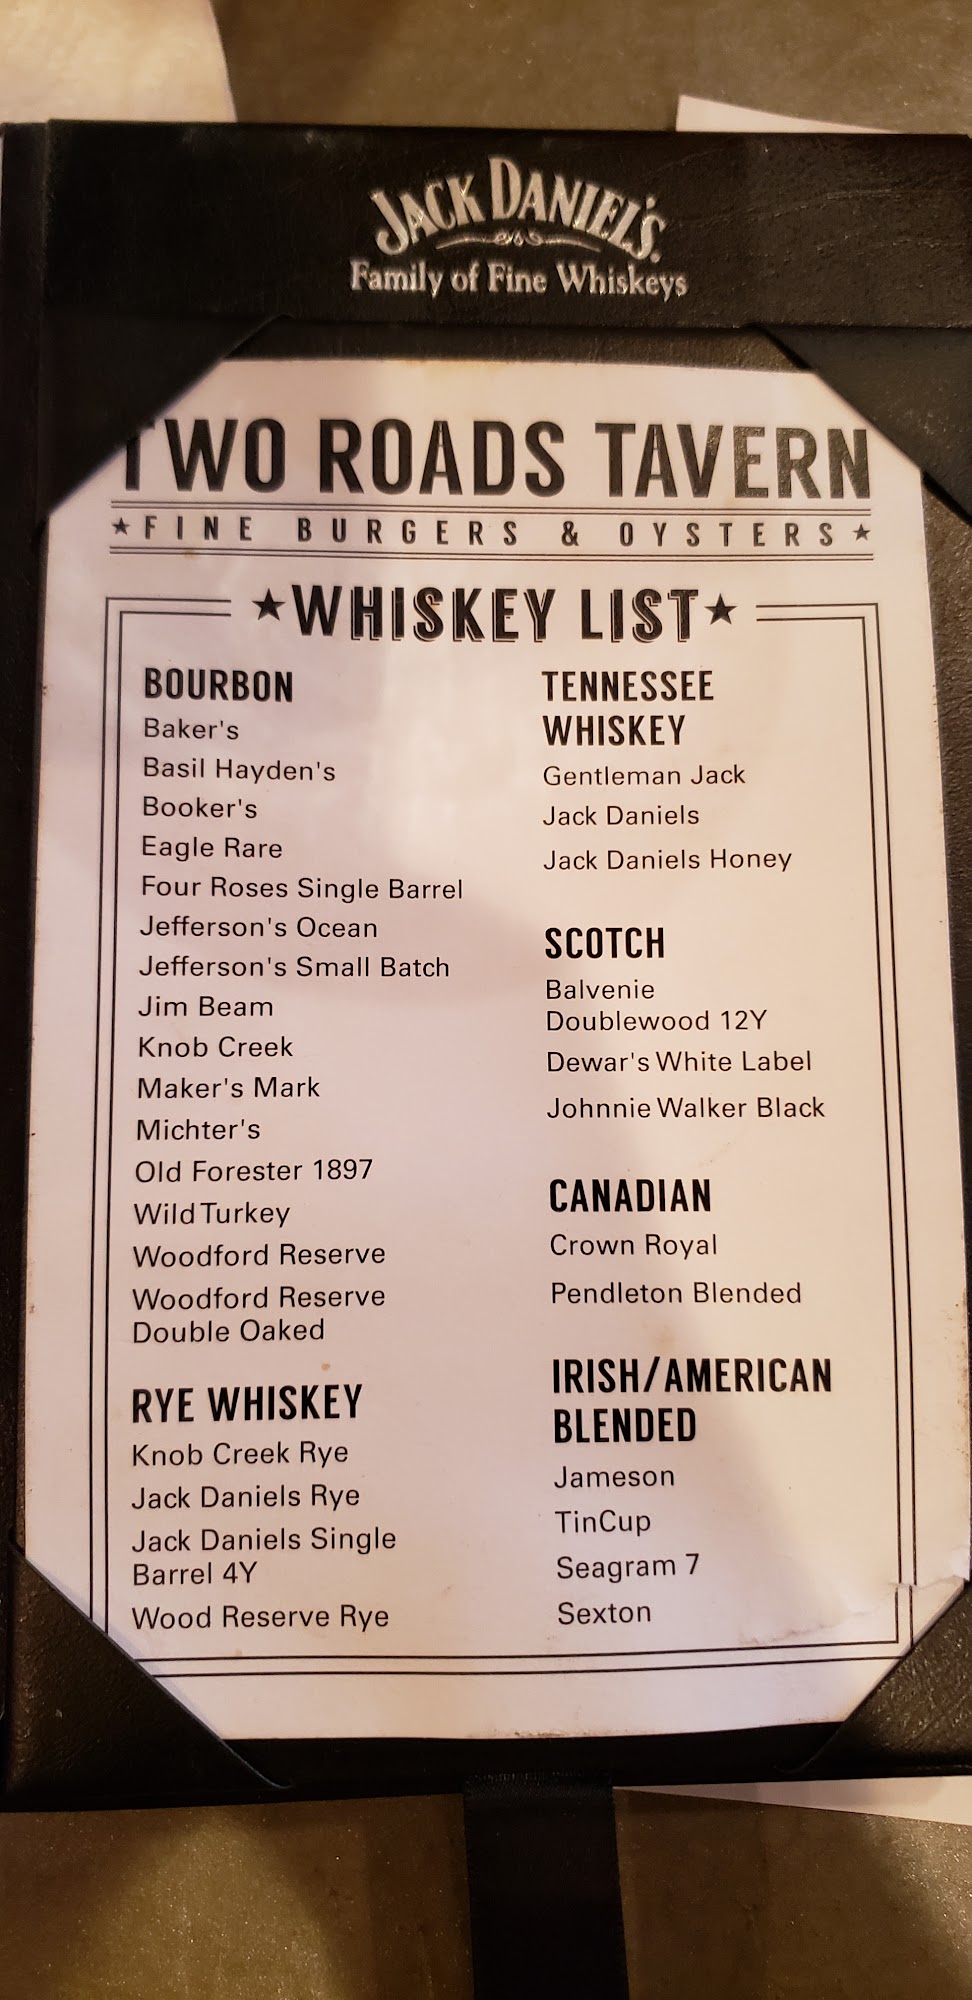 JACK DANIEL'S
Family of Fine Whiskeys
TWO ROADS TAVERN
★FINE BURGERS & OYSTERS★
★WHISKEY LIST★
BOURBON
Baker's
Basil Hayden's
Booker's
Eagle Rare
Four Roses Single Barrel
Jefferson's Ocean
Jefferson's Small Batch
Jim Beam
Knob Creek
Maker's Mark
Michter's
Old Forester 1897
Wild Turkey
Woodford Reserve
Woodford Reserve
Double Oaked
RYE WHISKEY
Knob Creek Rye
Jack Daniels Rye
Jack Daniels Single
Barrel 4Y
Wood Reserve Rye
TENNESSEE
WHISKEY
Gentleman Jack
Jack Daniels
Jack Daniels Honey
SCOTCH
Balvenie
Doublewood 12Y
Dewar's White Label
Johnnie Walker Black
CANADIAN
Crown Royal
Pendleton Blended
IRISH/AMERICAN
BLENDED
Jameson
TinCup
Seagram 7
Sexton